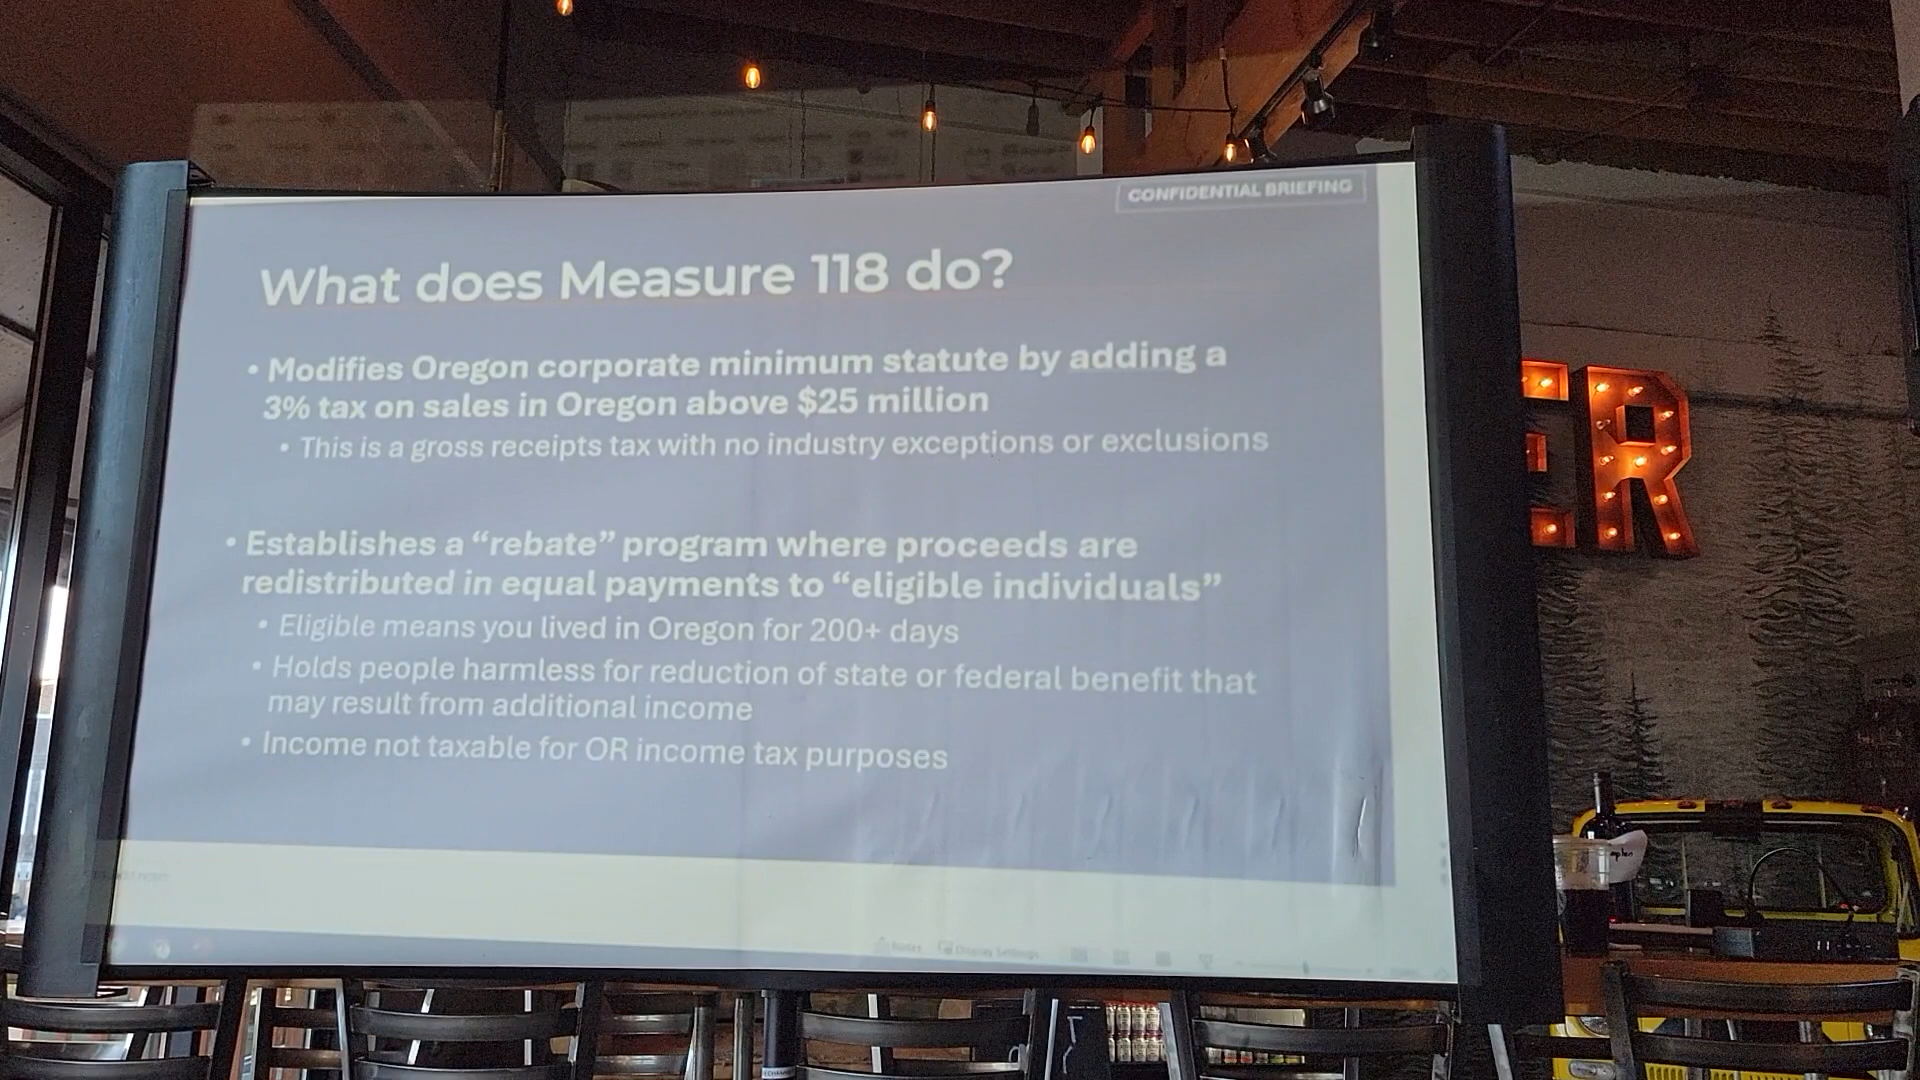 CONFIDENTIAL BRIEFING
What does Measure 118 do?
• Modifies Oregon corporate minimum statute by adding a
3% tax on sales in Oregon above $25 million
• This is a gross receipts tax with no industry exceptions or exclusions
• Establishes a “rebate” program where proceeds are
redistributed in equal payments to “eligible individuals”
• Eligible means you lived in Oregon for 200+ days
• Holds people harmless for reduction of state or federal benefit that
may result from additional income
• Income not taxable for OR income tax purposes
Notes Display Settings
ER